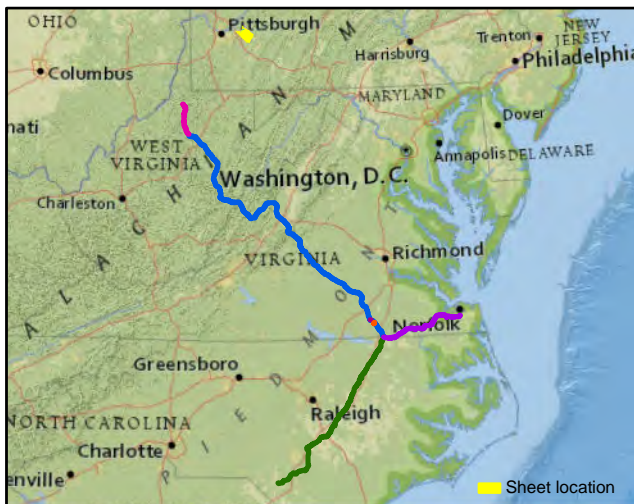 OHIO
Pittsburgh
NEW
JERSEY
Trenton
Harrisburg
Philadelphia
Columbus
MARYLAND
Dover
nati
WEST
VIRGINIA
Annapolis
DELAWARE
Washington, D.C.
Charleston
Richmond
VIRGINIA
Norfolk
A L A C H I A N M
P I E D M O N T
Greensboro
Raleigh
NORTH CAROLINA
Charlotte
enville
Sheet location